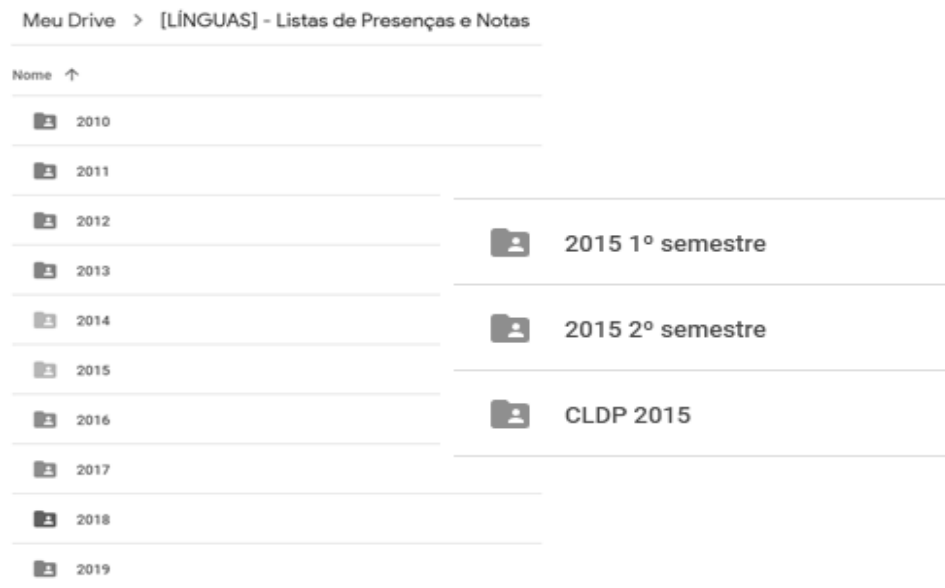 Meu Drive > [LÍNGUAS] - Listas de Presenças e Notas
Nome ↑
2010
2011
2012
2013
2014
2015
2016
2017
2018
2019
2015 1º semestre
2015 2º semestre
CLDP 2015